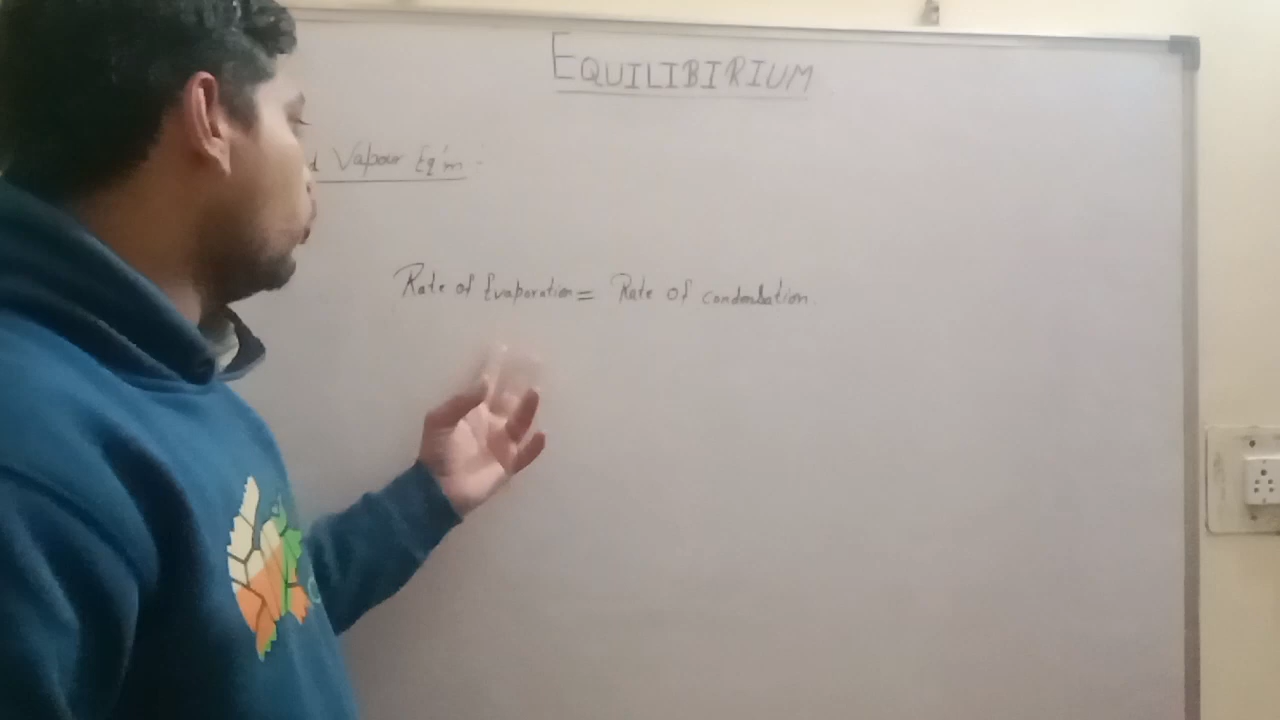 EQUILIBIRIUM
Vapour Eq'm :-
Rate of Evaporation = Rate of condensation.